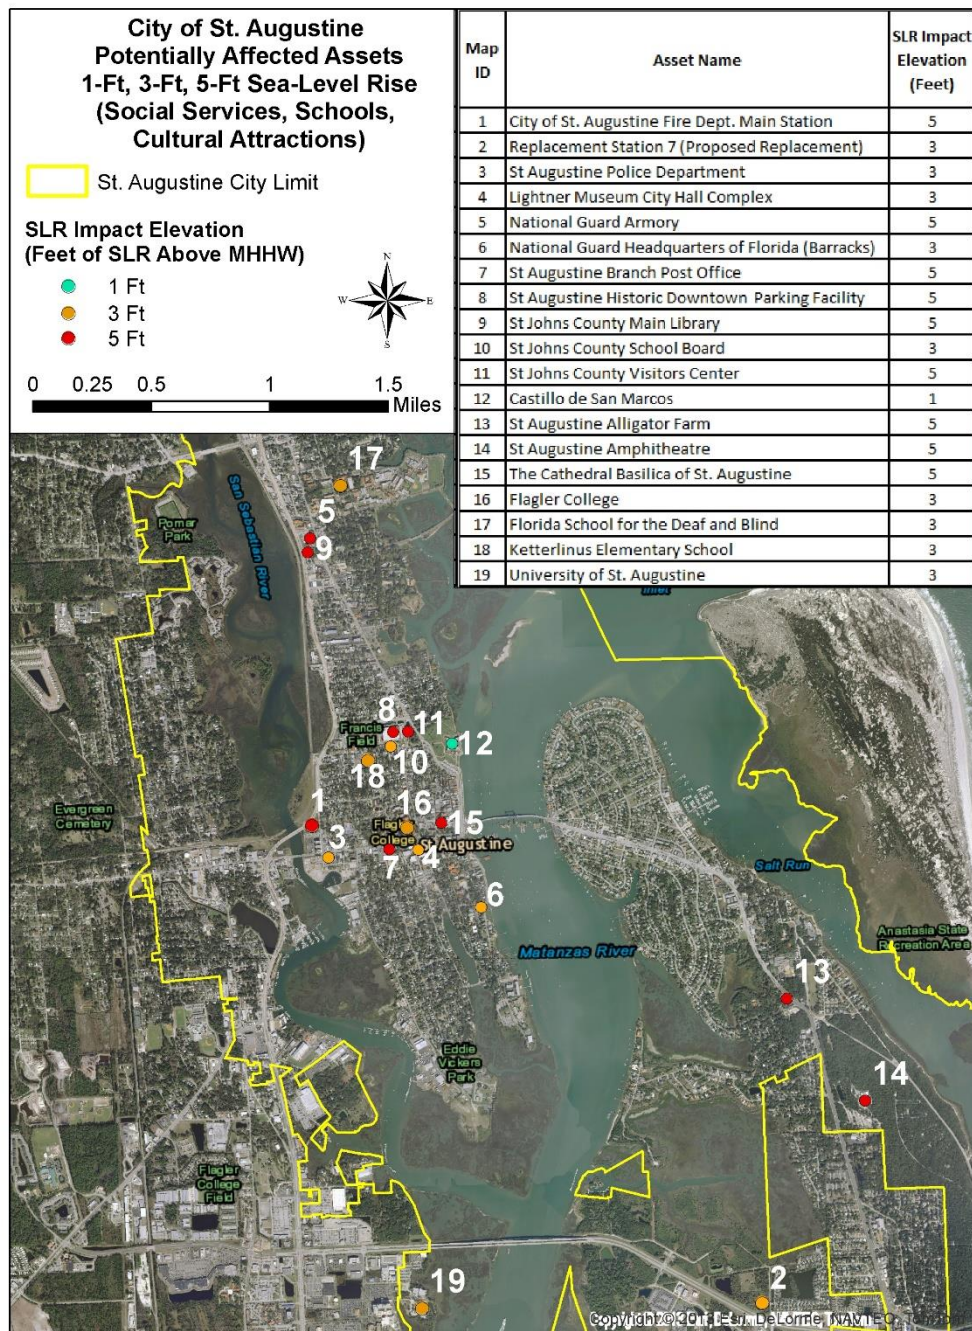 City of St. Augustine
Potentially Affected Assets
1-Ft, 3-Ft, 5-Ft Sea-Level Rise
(Social Services, Schools,
Cultural Attractions)
St. Augustine City Limit
SLR Impact Elevation
(Feet of SLR Above MHHW)
1 Ft
3 Ft
5 Ft
N
W E
S
0 0.25 0.5 1 1.5
Miles
Map ID Asset Name SLR Impact Elevation (Feet)
1 City of St. Augustine Fire Dept. Main Station 5
2 Replacement Station 7 (Proposed Replacement) 3
3 St Augustine Police Department 3
4 Lightner Museum City Hall Complex 3
5 National Guard Armory 5
6 National Guard Headquarters of Florida (Barracks) 3
7 St Augustine Branch Post Office 5
8 St Augustine Historic Downtown Parking Facility 5
9 St Johns County Main Library 5
10 St Johns County School Board 3
11 St Johns County Visitors Center 5
12 Castillo de San Marcos 1
13 St Augustine Alligator Farm 5
14 St Augustine Amphitheatre 5
15 The Cathedral Basilica of St. Augustine 5
16 Flagler College 3
17 Florida School for the Deaf and Blind 3
18 Ketterlinus Elementary School 3
19 University of St. Augustine 3
17
San Sebastian River
Pomar
Park
5
9
Inlet
8 11
Francis
Field
12
10
18
Evergreen
Cemetery
1
16
15
3
Flagler
College
St Augustine
7 4
Salt Run
6
Anastasia State
Recreation Area
Matanzas River
13
Eddie
Vickers
Park
14
Flagler
College
Field
19
2
Copyright:© 2013 Esri, DeLorme, NAVTEQ,